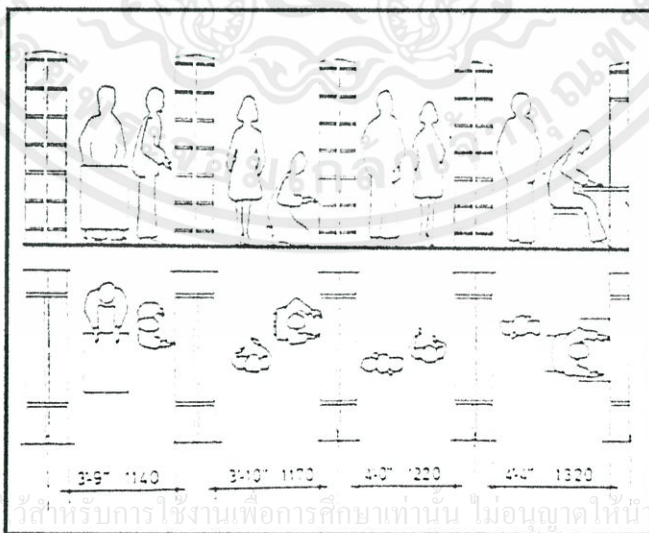 3'-9" 1140 3'-10" 1170 4'-0" 1220 4'-4" 1320
ว้สำหรับการใช้งานเพื่อการศึกษาเท่านั้น ไม่อนุญาตให้นำ